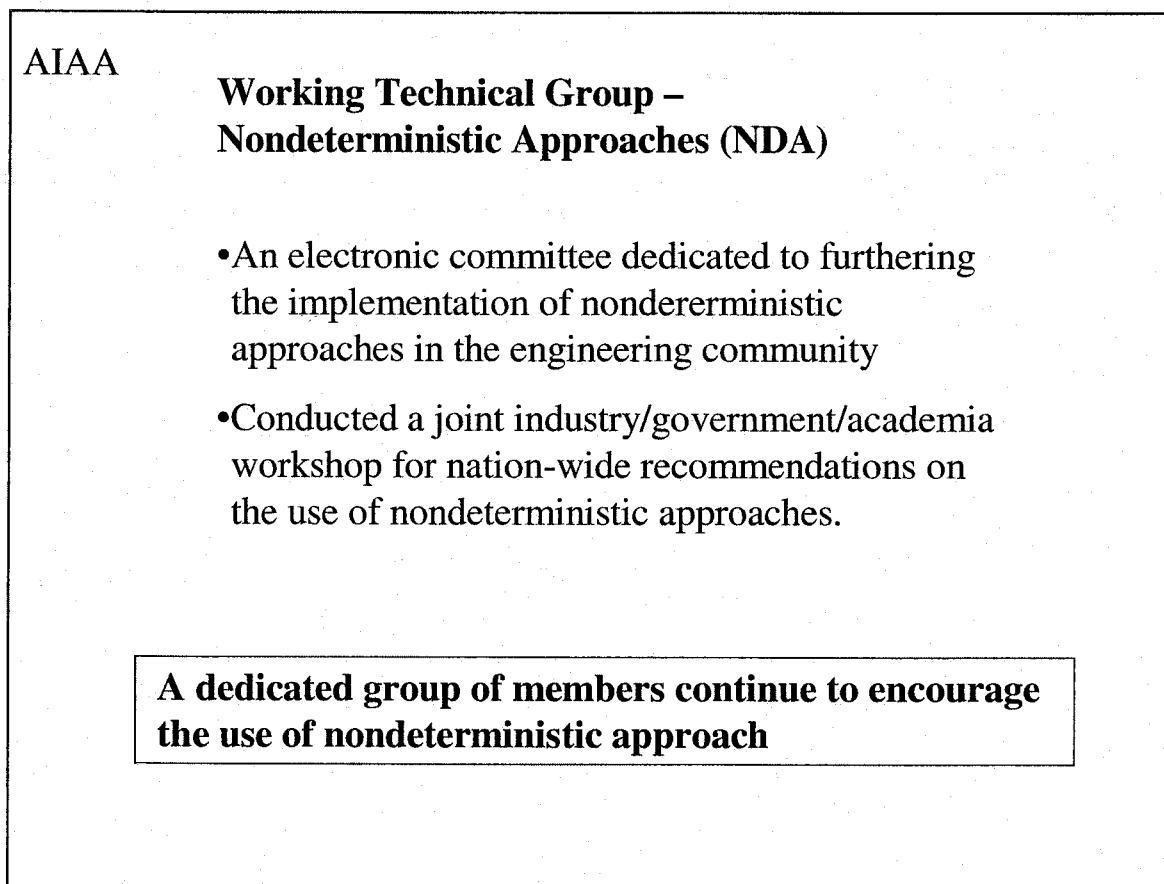 AIAA
Working Technical Group –
Nondeterministic Approaches (NDA)
•An electronic committee dedicated to furthering
the implementation of nondererministic
approaches in the engineering community
•Conducted a joint industry/government/academia
workshop for nation-wide recommendations on
the use of nondeterministic approaches.
A dedicated group of members continue to encourage
the use of nondeterministic approach